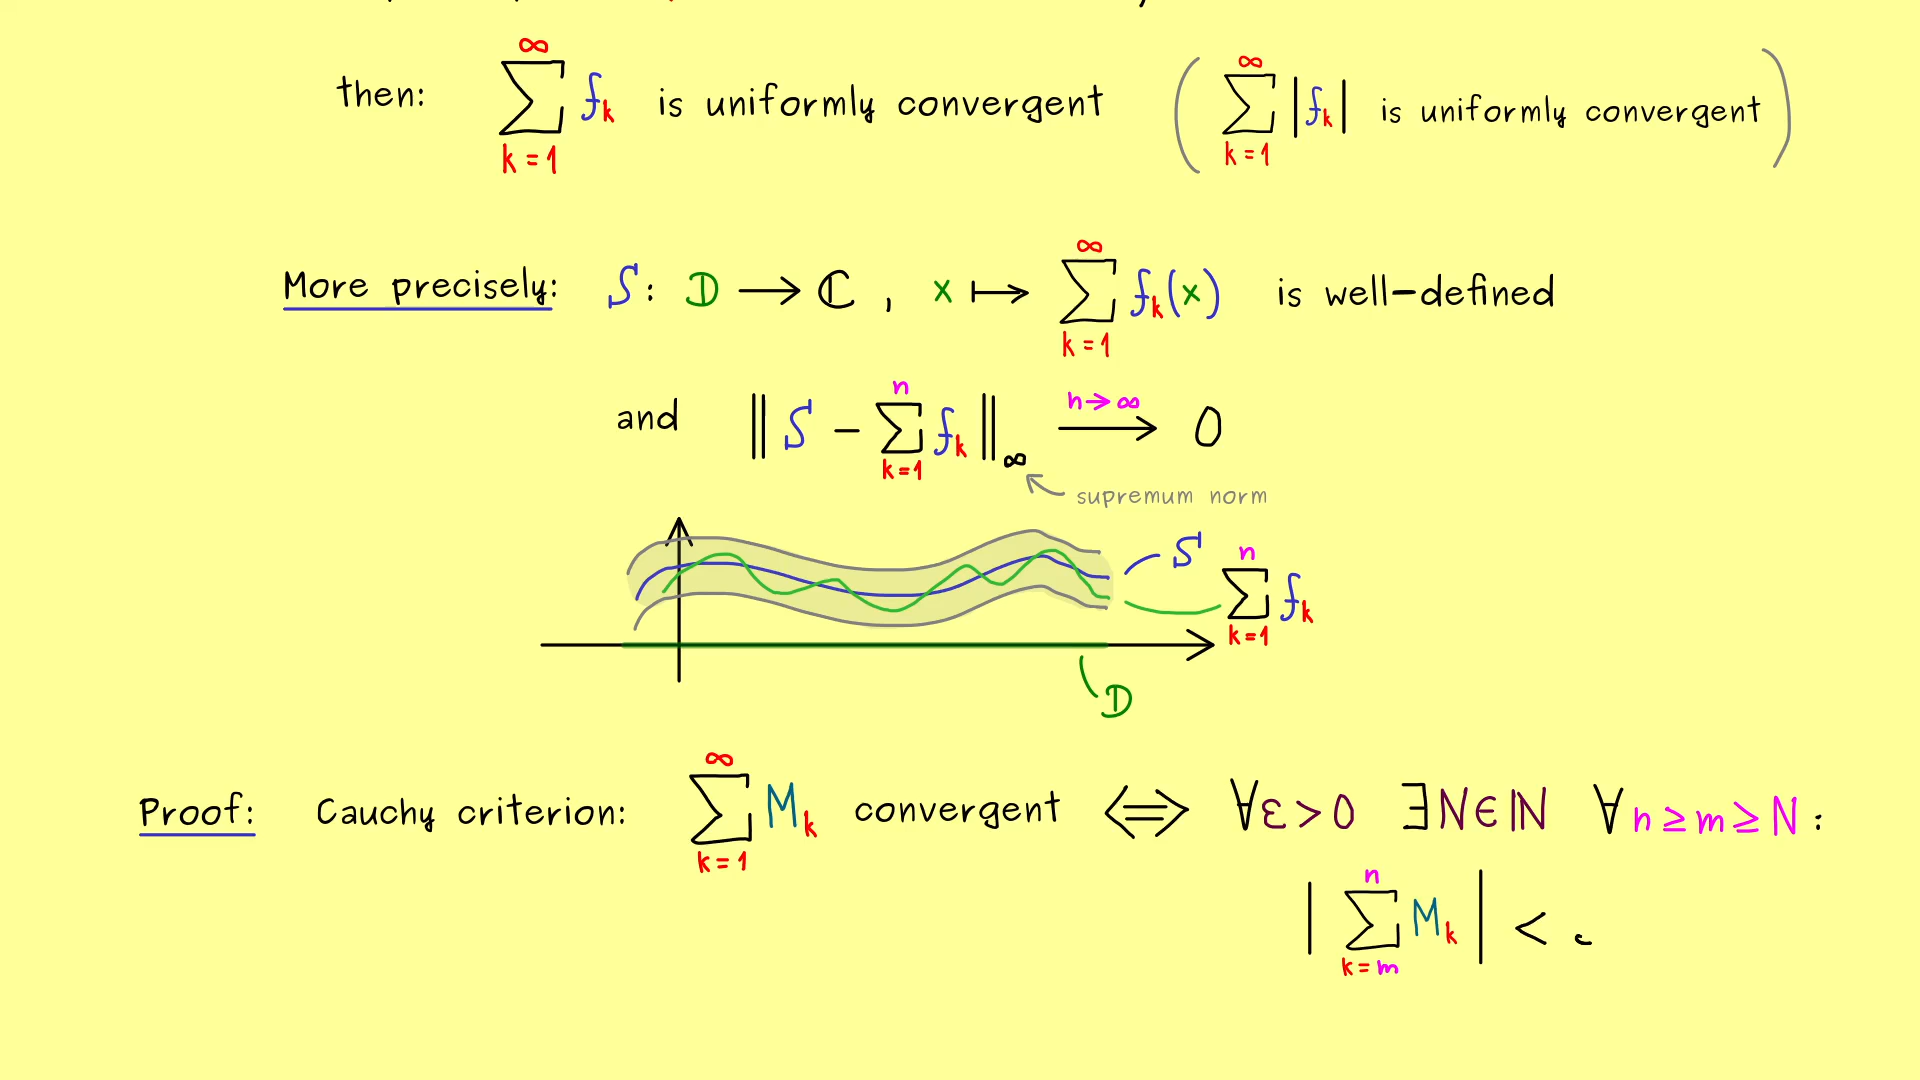 then: ∑_{k=1}^{∞} f_k is uniformly convergent ( ∑_{k=1}^{∞} |f_k| is uniformly convergent )
More precisely: S: D → ℂ , x ↦ ∑_{k=1}^{∞} f_k(x) is well-defined
and ‖ S − ∑_{k=1}^{n} f_k ‖_∞ →^{n→∞} 0
supremum norm
S
∑_{k=1}^{n} f_k
D
Proof: Cauchy criterion: ∑_{k=1}^{∞} M_k convergent ⟺ ∀ε>0 ∃N∈ℕ ∀n≥m≥N:
| ∑_{k=m}^{n} M_k | <